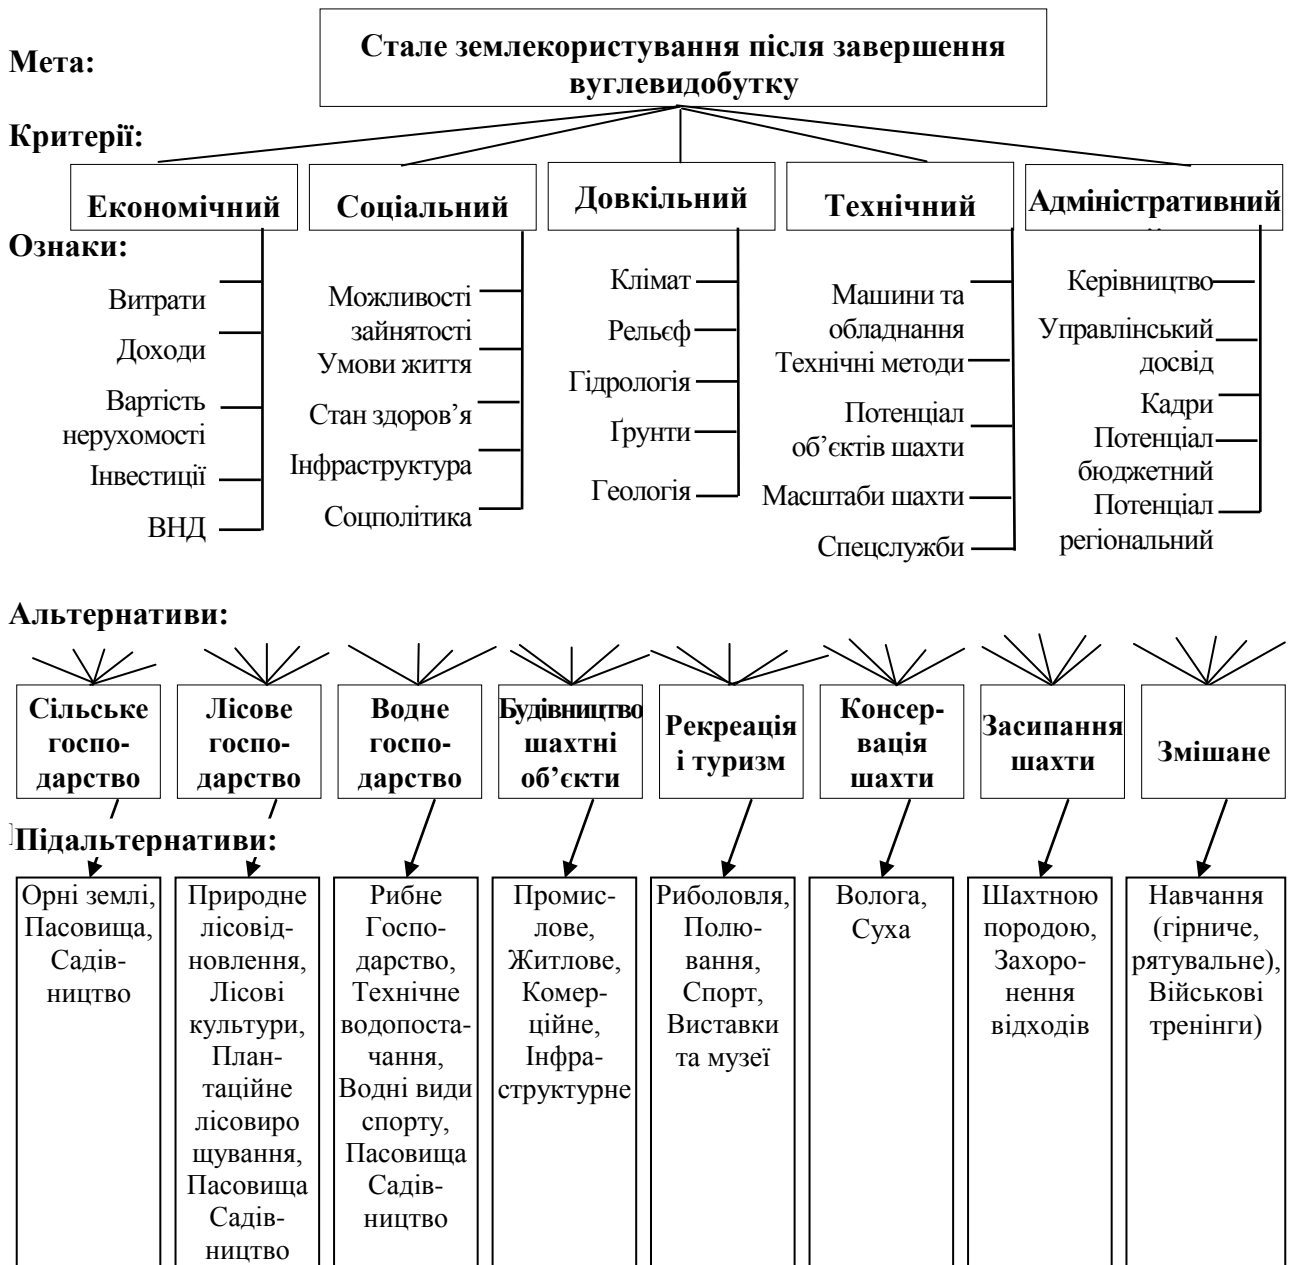 Мета:
Стале землекористування після завершення
вуглевидобутку
Критерії:
Економічний
Соціальний
Довкільний
Технічний
Адміністративний
Ознаки:
Витрати
Доходи
Вартість
нерухомості
Інвестиції
ВНД
Можливості
зайнятості
Умови життя
Стан здоров’я
Інфраструктура
Соцполітика
Клімат
Рельєф
Гідрологія
Ґрунти
Геологія
Машини та
обладнання
Технічні методи
Потенціал
об’єктів шахти
Масштаби шахти
Спецслужби
Керівництво
Управлінський
досвід
Кадри
Потенціал
бюджетний
Потенціал
регіональний
Альтернативи:
Сільське
госпо-
дарство
Лісове
госпо-
дарство
Водне
госпо-
дарство
Будівництво
шахтні
об’єкти
Рекреація
і туризм
Консер-
вація
шахти
Засипання
шахти
Змішане
Підальтернативи:
Орні землі,
Пасовища,
Садів-
ництво
Природне
лісовід-
новлення,
Лісові
культури,
План-
таційне
лісовиро
щування,
Пасовища
Садів-
ництво
Рибне
Госпо-
дарство,
Технічне
водопоста-
чання,
Водні види
спорту,
Пасовища
Садів-
ництво
Промис-
лове,
Житлове,
Комер-
ційне,
Інфра-
структурне
Риболовля,
Полю-
вання,
Спорт,
Виставки
та музеї
Волога,
Суха
Шахтною
породою,
Захоро-
нення
відходів
Навчання
(гірниче,
рятувальне),
Військові
тренінги)